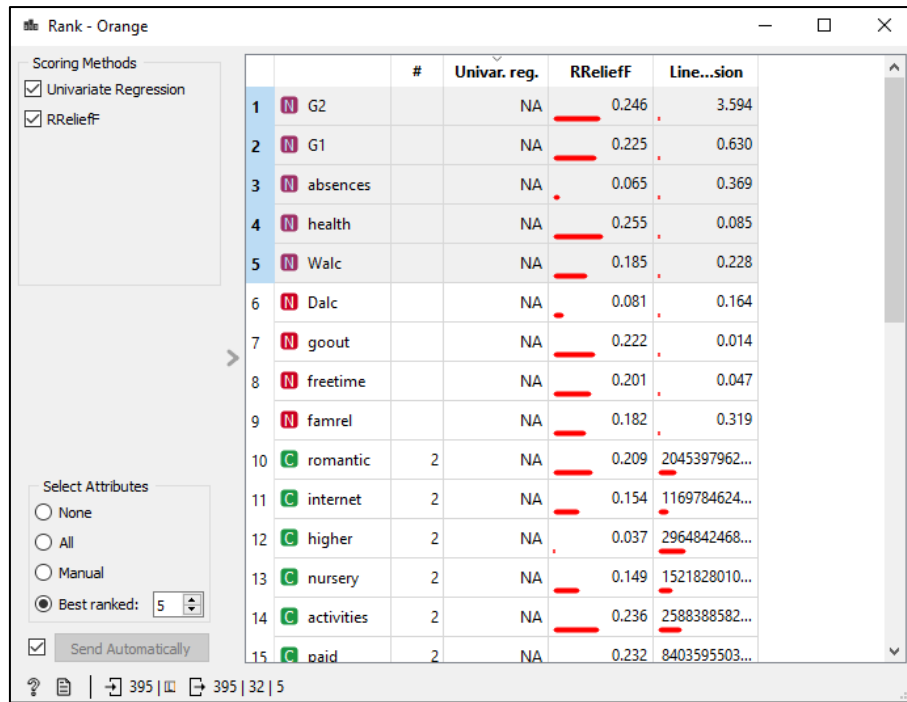 Rank - Orange
Scoring Methods
Univariate Regression
RReliefF
Select Attributes
None
All
Manual
Best ranked: 5
Send Automatically
# Univar. reg. RReliefF Line...sion
1 N G2 NA 0.246 3.594
2 N G1 NA 0.225 0.630
3 N absences NA 0.065 0.369
4 N health NA 0.255 0.085
5 N Walc NA 0.185 0.228
6 N Dalc NA 0.081 0.164
7 N goout NA 0.222 0.014
8 N freetime NA 0.201 0.047
9 N famrel NA 0.182 0.319
10 C romantic 2 NA 0.209 2045397962...
11 C internet 2 NA 0.154 1169784624...
12 C higher 2 NA 0.037 2964842468...
13 C nursery 2 NA 0.149 1521828010...
14 C activities 2 NA 0.236 2588388582...
15 C paid 2 NA 0.232 8403595503...
? 395 | 395 | 32 | 5